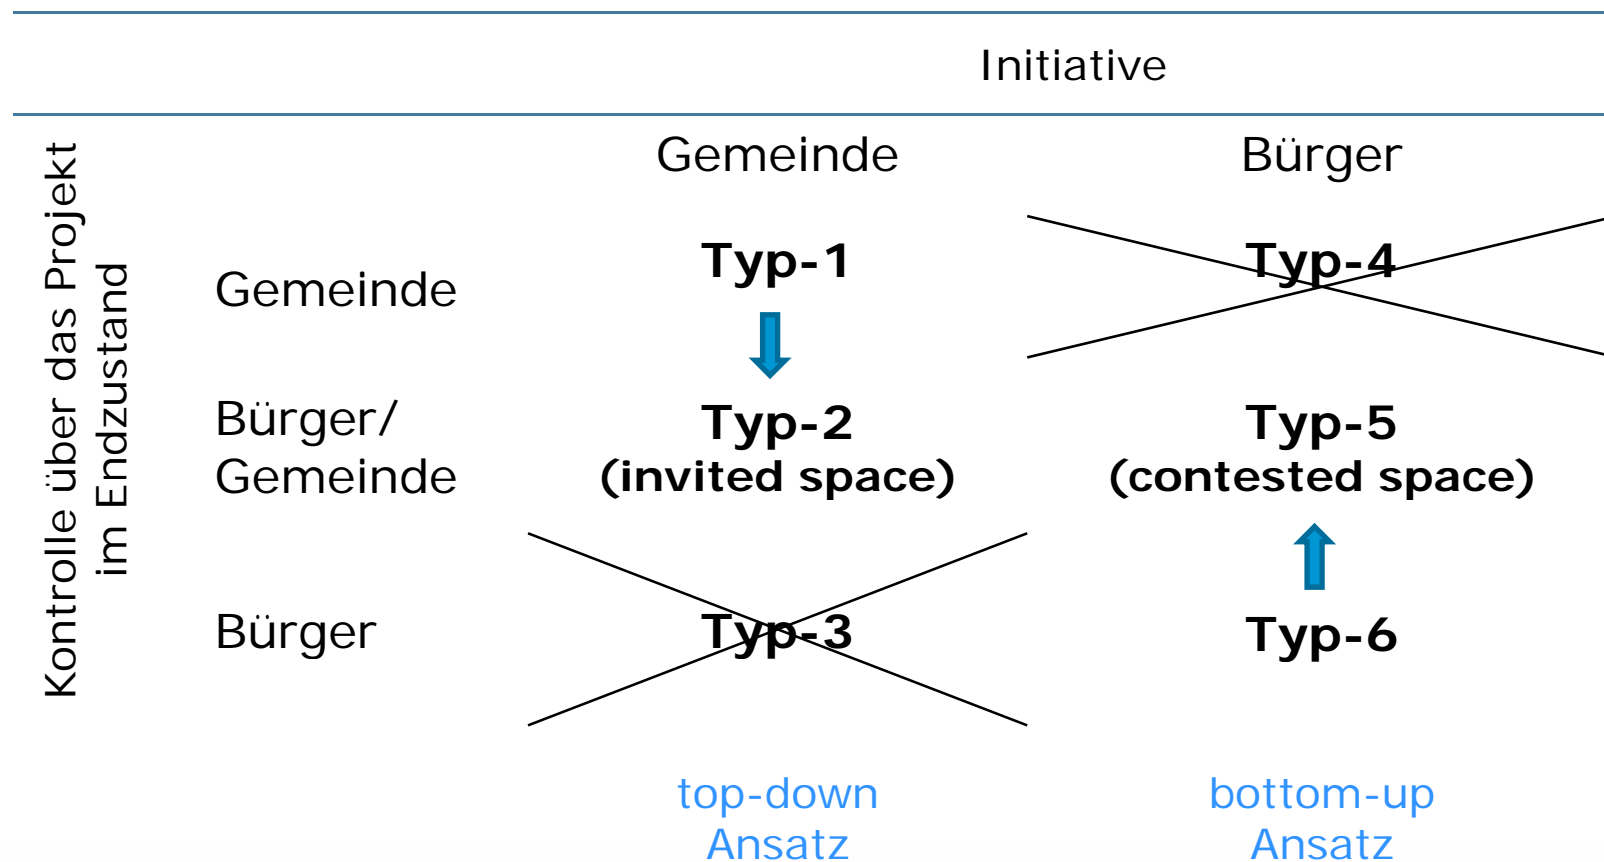 Initiative
Kontrolle über das Projekt
im Endzustand
Gemeinde
Bürger
Gemeinde
Typ-1
Typ-4
Bürger/
Gemeinde
Typ-2
(invited space)
Typ-5
(contested space)
Bürger
Typ-3
Typ-6
top-down
Ansatz
bottom-up
Ansatz